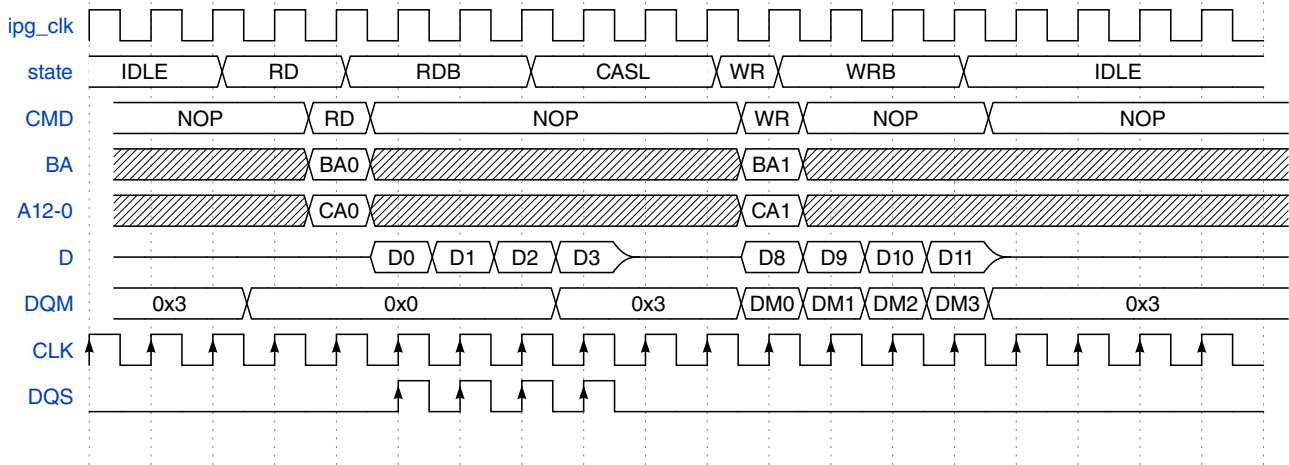 ipg_clk
state IDLE RD RDB CASL WR WRB IDLE
CMD NOP RD NOP WR NOP NOP
BA BA0 BA1
A12-0 CA0 CA1
D D0 D1 D2 D3 D8 D9 D10 D11
DQM 0x3 0x0 0x3 DM0 DM1 DM2 DM3 0x3
CLK
DQS